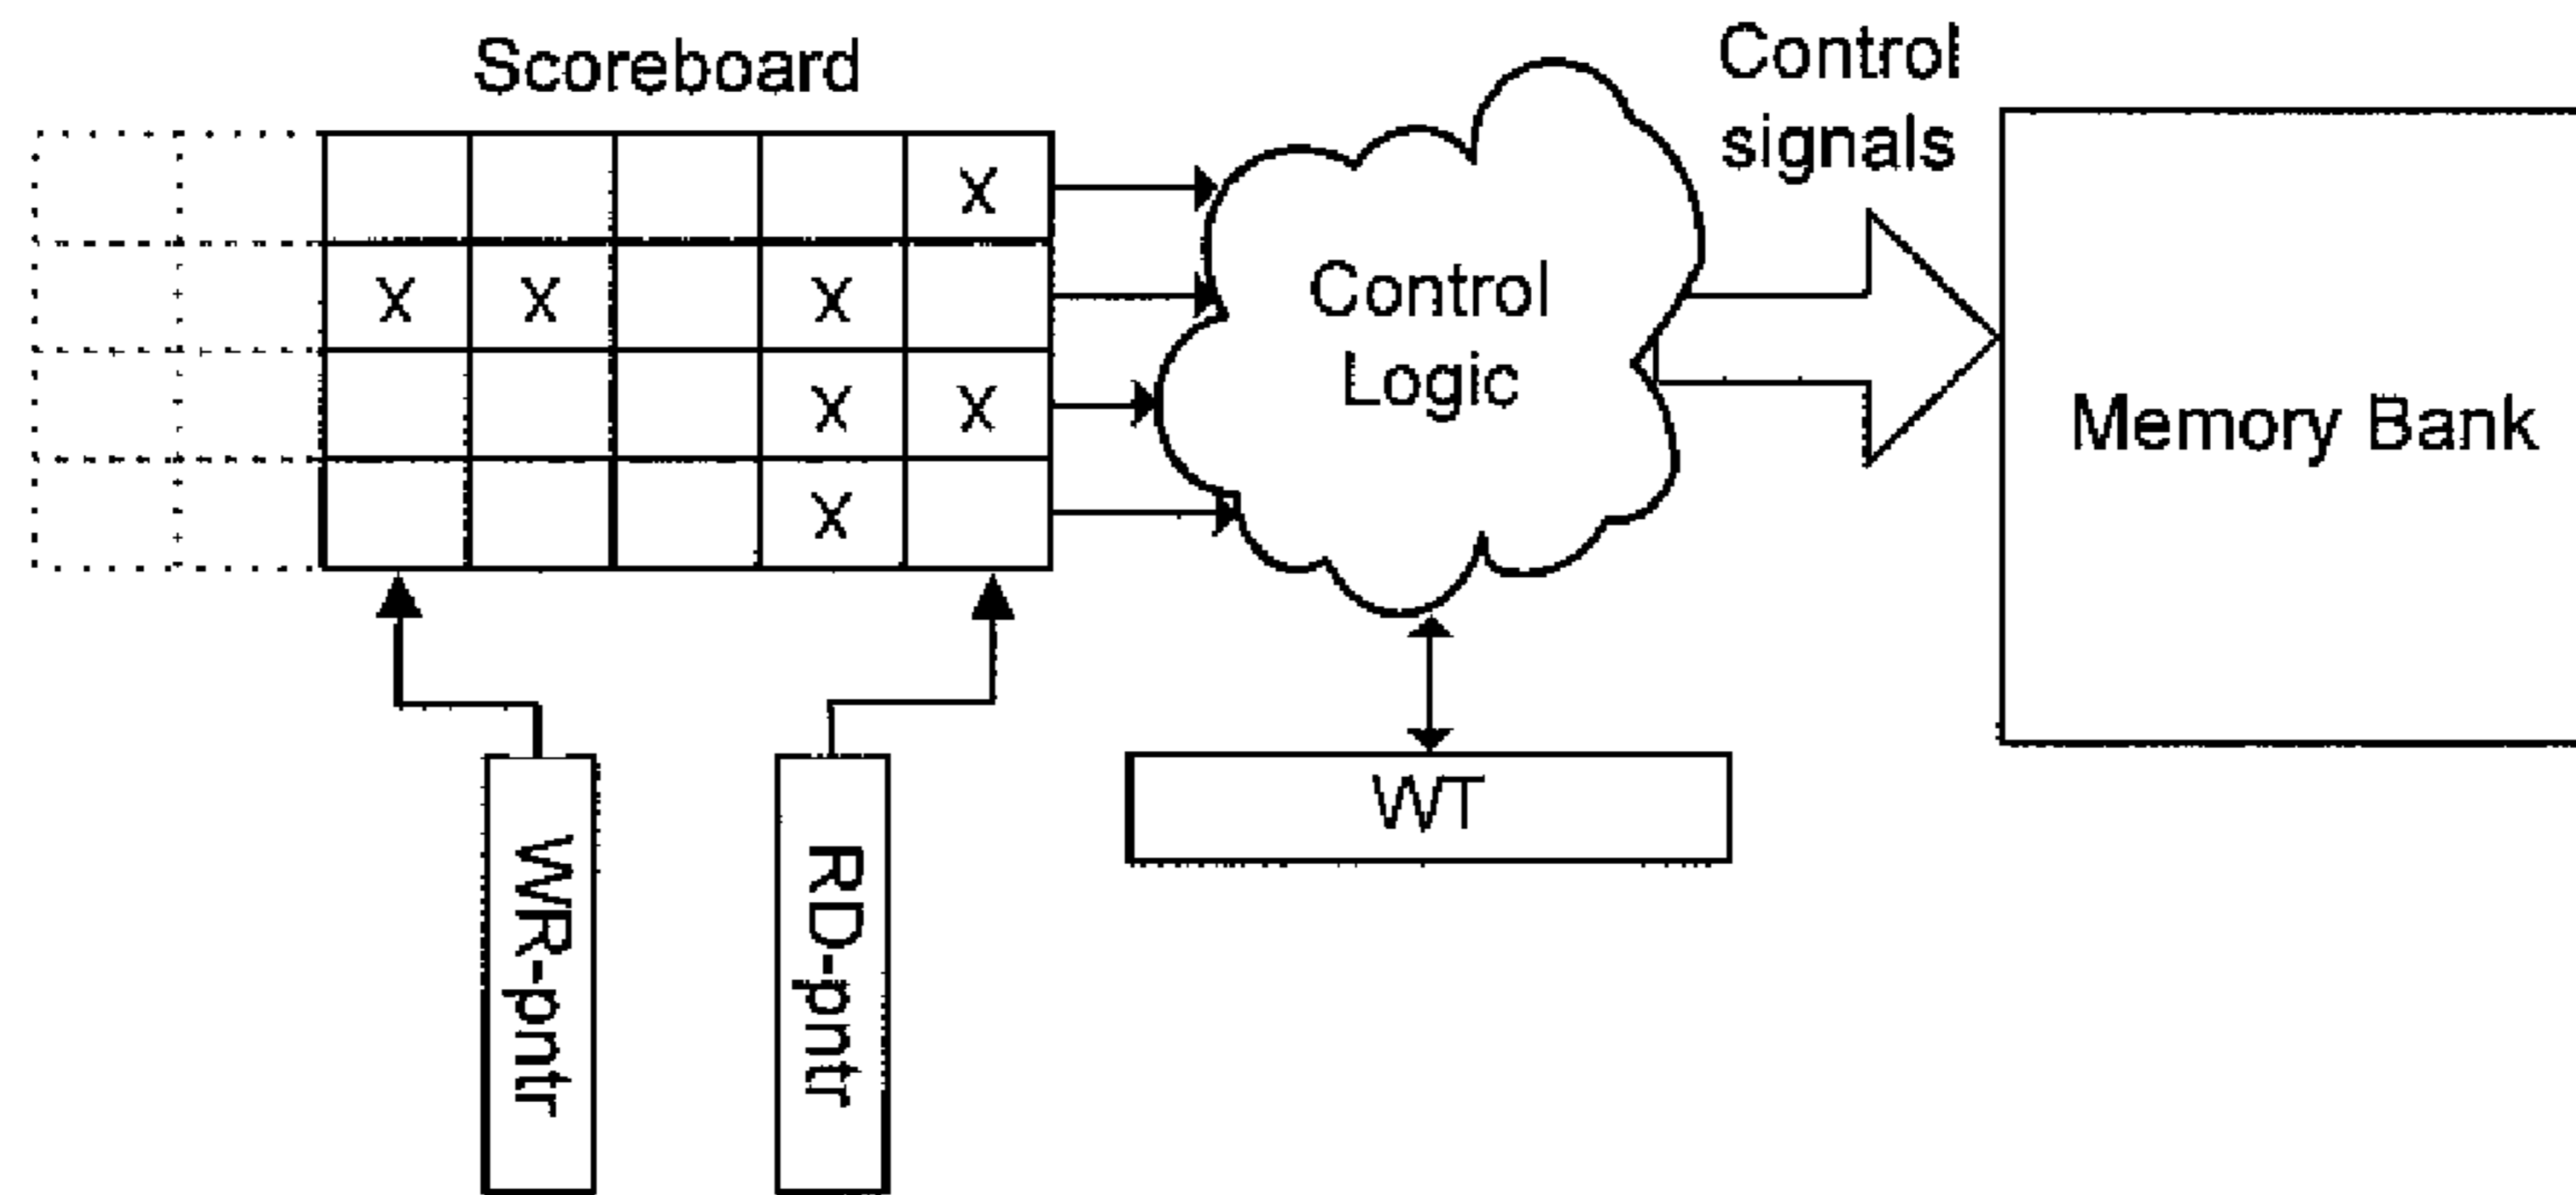 Scoreboard
Control
signals
X
X X X
X X
X
Control
Logic
Memory Bank
WT
WR-pntr
RD-pntr